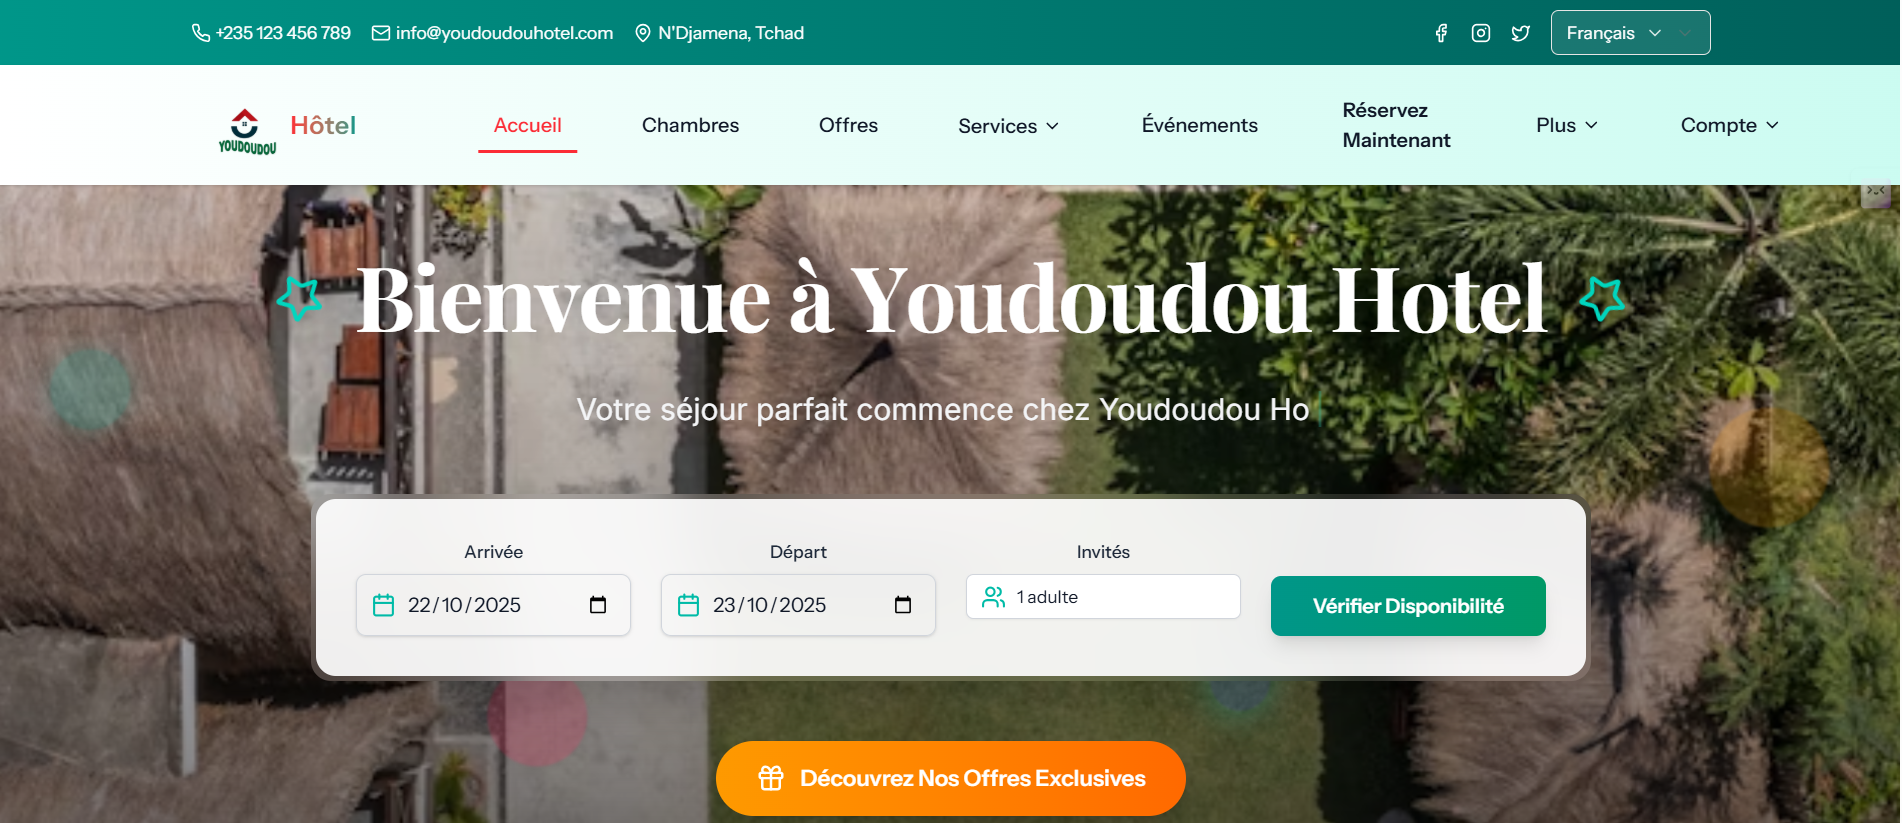 +235 123 456 789 info@youdoudouhotel.com N'Djamena, Tchad Français
YOUDOUDOU Hôtel Accueil Chambres Offres Services Événements Réservez Maintenant Plus Compte
Bienvenue à Youdoudou Hotel
Votre séjour parfait commence chez Youdoudou Ho
Arrivée Départ Invités
22/10/2025 23/10/2025 1 adulte Vérifier Disponibilité
Découvrez Nos Offres Exclusives